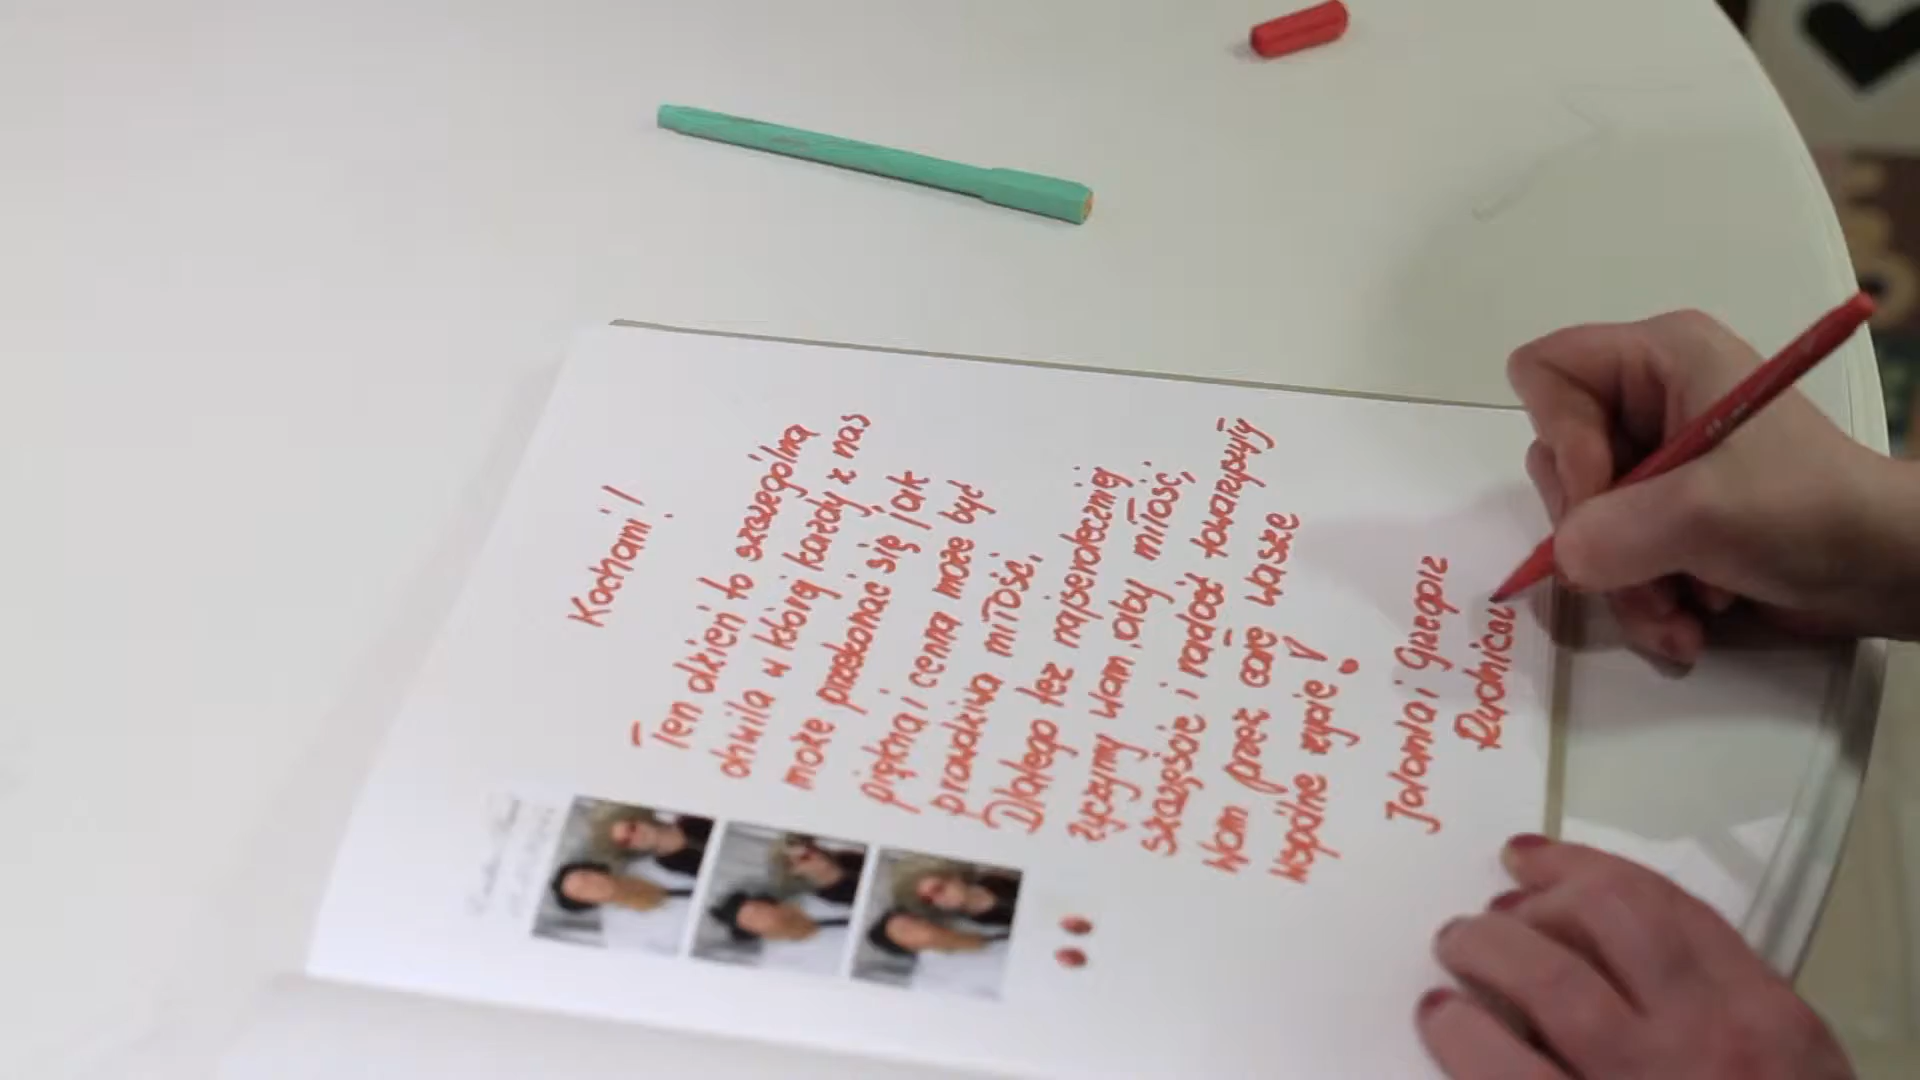 Kochani!
Ten dzień to szczególna
chwila w której każdy z nas
może przekonać się jak
piękna i cenna może być
prawdziwa miłość.
Dlatego też najserdeczniej
życzymy Wam, aby miłość,
szczęście i radość towarzyszyły
Wam przez całe Wasze
wspólne życie!
Jolanta i Grzegorz